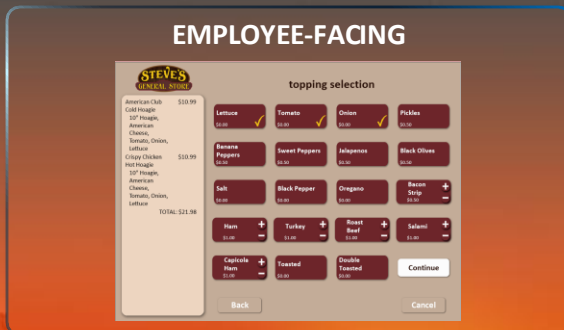 EMPLOYEE-FACING
STEVE'S
GENERAL STORE
topping selection
American Club $10.99
Cold Hoagie
10" Hoagie,
American
Cheese,
Tomato, Onion,
Lettuce
Crispy Chicken $10.99
Hot Hoagie
10" Hoagie,
American
Cheese,
Tomato, Onion,
Lettuce
TOTAL: $21.98
Lettuce Tomato Onion Pickles
$0.00 $0.00 $0.00 $0.50
Banana
Peppers Sweet Peppers Jalapenos Black Olives
$0.50 $0.50 $0.50 $0.50
Salt Black Pepper Oregano Bacon
Strip
$0.00 $0.00 $0.00 $0.50
Ham Turkey Roast
Beef Salami
$1.00 $1.00 $1.00 $1.00
Capicole
Ham Toasted Double
Toasted Continue
$1.00 $0.00 $0.00
Back Cancel